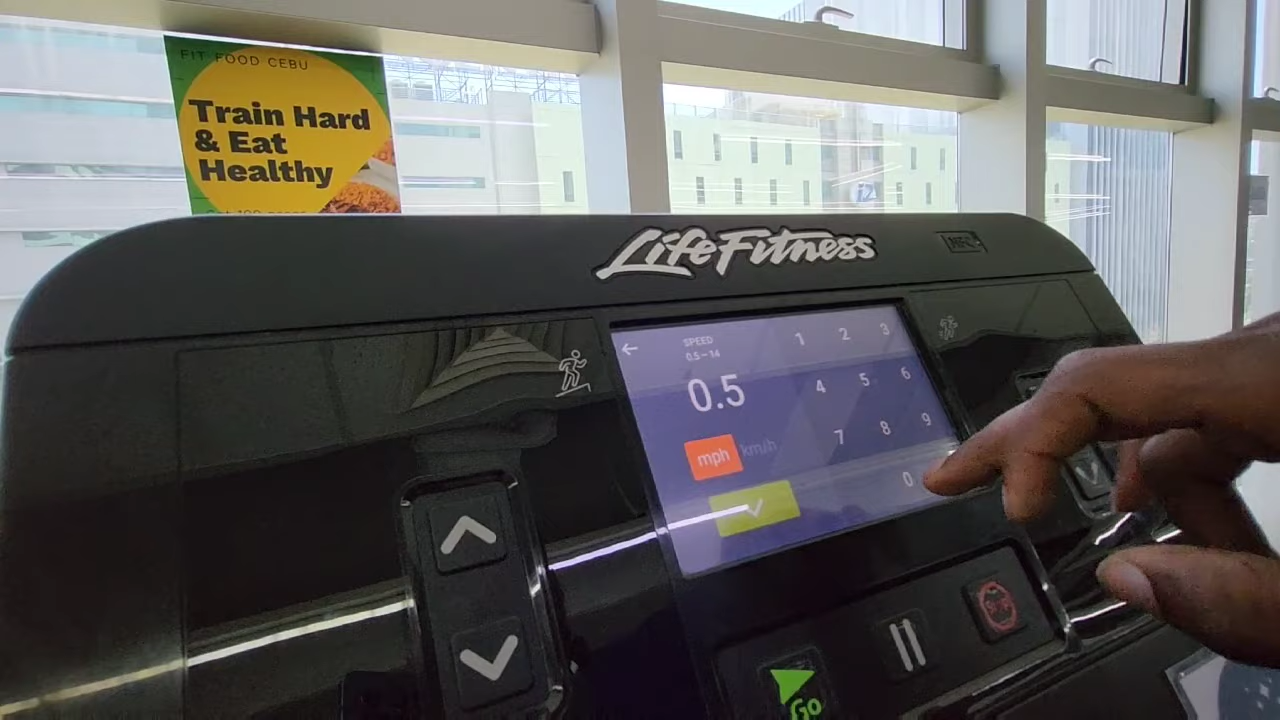 FIT FOOD CEBU
Train Hard
& Eat
Healthy
LifeFitness
NFC
SPEED
0.5-14
0.5
mph km/h
1 2 3
4 5 6
7 8 9
0
Go